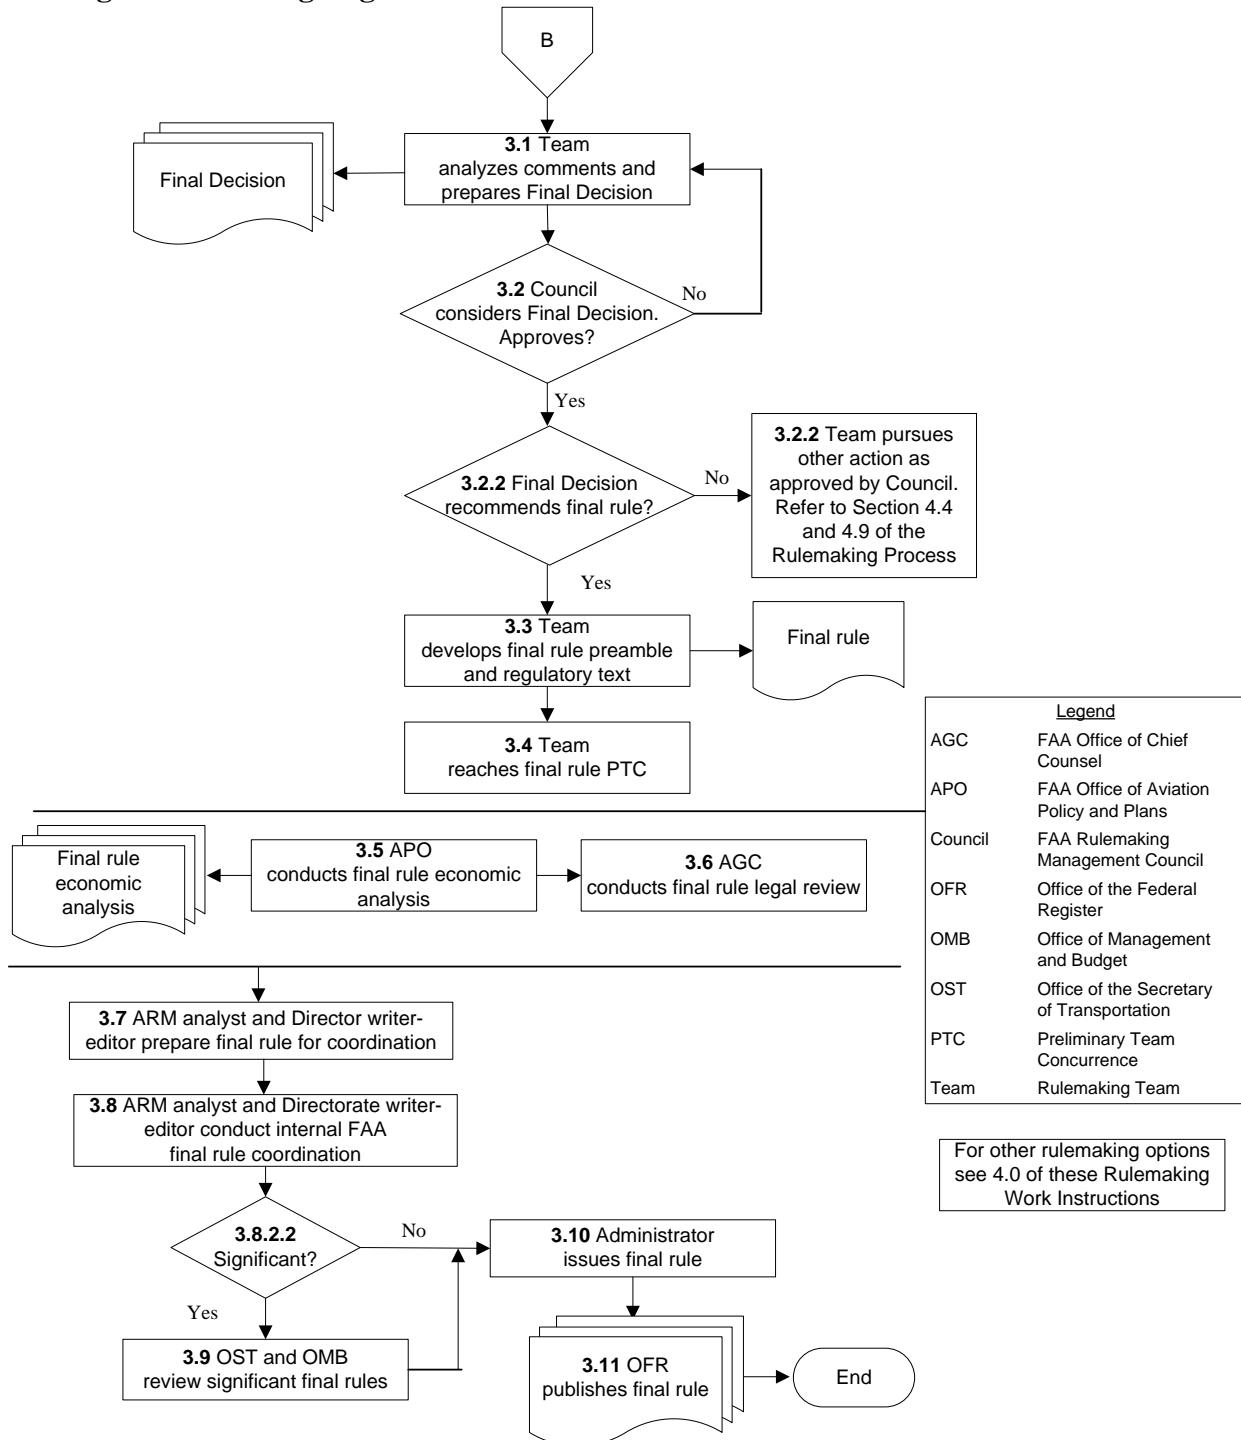 B
3.1 Team
analyzes comments and
prepares Final Decision
Final Decision
3.2 Council
considers Final Decision.
Approves?
No
Yes
3.2.2 Final Decision
recommends final rule?
No
3.2.2 Team pursues
other action as
approved by Council.
Refer to Section 4.4
and 4.9 of the
Rulemaking Process
Yes
3.3 Team
develops final rule preamble
and regulatory text
Final rule
3.4 Team
reaches final rule PTC
Legend
AGC FAA Office of Chief
Counsel
APO FAA Office of Aviation
Policy and Plans
Council FAA Rulemaking
Management Council
OFR Office of the Federal
Register
OMB Office of Management
and Budget
OST Office of the Secretary
of Transportation
PTC Preliminary Team
Concurrence
Team Rulemaking Team
Final rule
economic
analysis
3.5 APO
conducts final rule economic
analysis
3.6 AGC
conducts final rule legal review
3.7 ARM analyst and Director writer-
editor prepare final rule for coordination
3.8 ARM analyst and Directorate writer-
editor conduct internal FAA
final rule coordination
For other rulemaking options
see 4.0 of these Rulemaking
Work Instructions
3.8.2.2
Significant?
No
Yes
3.10 Administrator
issues final rule
3.9 OST and OMB
review significant final rules
3.11 OFR
publishes final rule
End